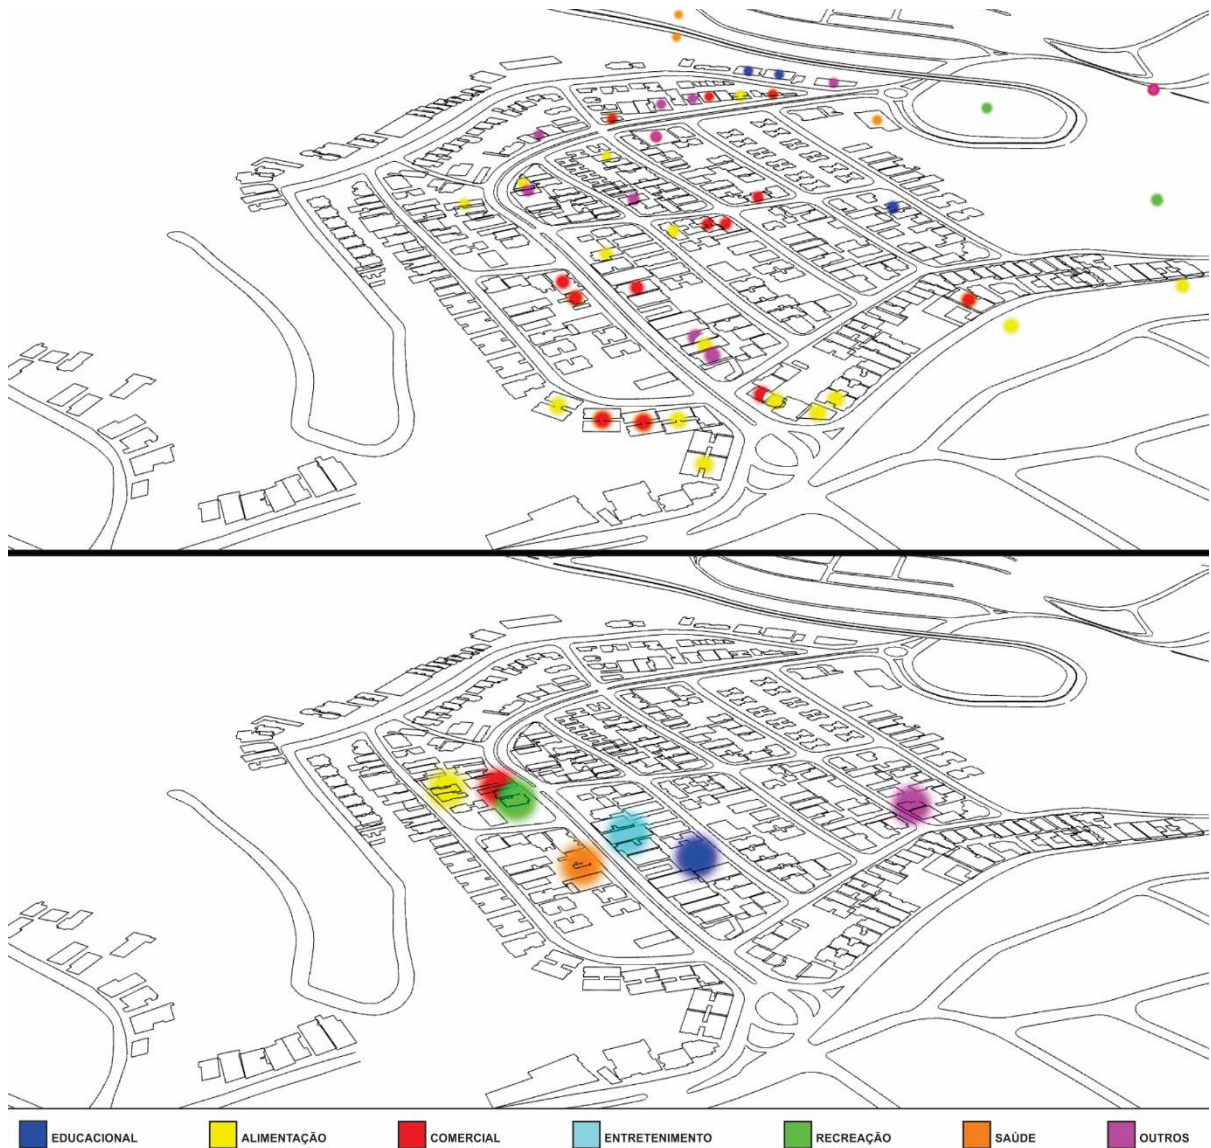 EDUCACIONAL
ALIMENTAÇÃO
COMERCIAL
ENTRETENIMENTO
RECREAÇÃO
SAÚDE
OUTROS